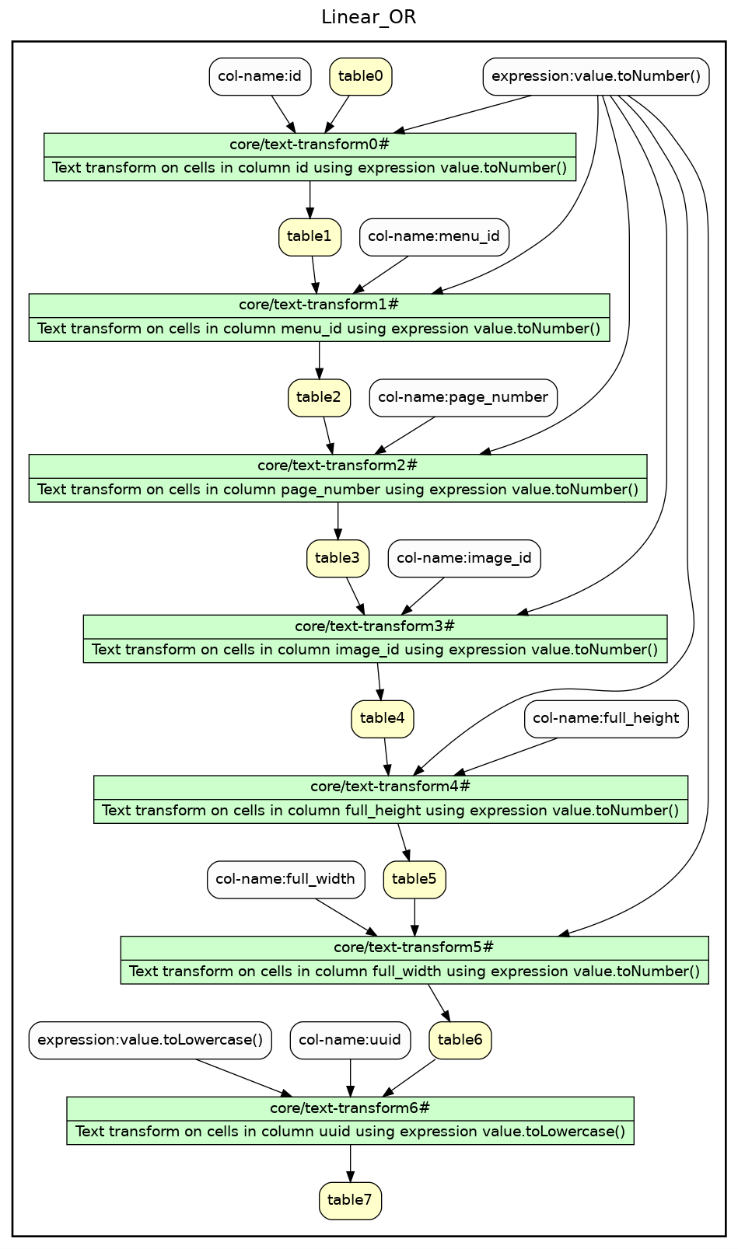 Linear_OR
col-name:id
table0
expression:value.toNumber()
core/text-transform0#
Text transform on cells in column id using expression value.toNumber()
table1
col-name:menu_id
core/text-transform1#
Text transform on cells in column menu_id using expression value.toNumber()
table2
col-name:page_number
core/text-transform2#
Text transform on cells in column page_number using expression value.toNumber()
table3
col-name:image_id
core/text-transform3#
Text transform on cells in column image_id using expression value.toNumber()
table4
col-name:full_height
core/text-transform4#
Text transform on cells in column full_height using expression value.toNumber()
col-name:full_width
table5
core/text-transform5#
Text transform on cells in column full_width using expression value.toNumber()
expression:value.toLowercase()
col-name:uuid
table6
core/text-transform6#
Text transform on cells in column uuid using expression value.toLowercase()
table7